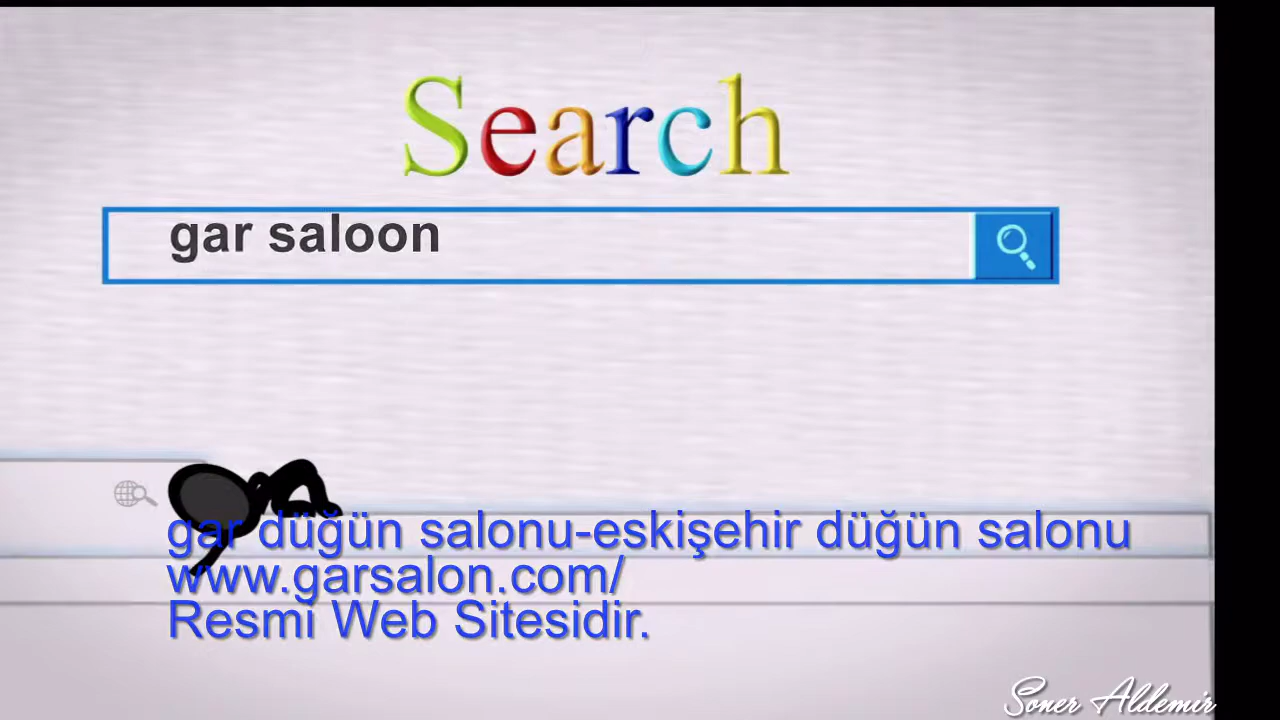 Search
gar saloon
gar düğün salonu-eskişehir düğün salonu
www.garsalon.com/
Resmi Web Sitesidir.
Soner Aldemir